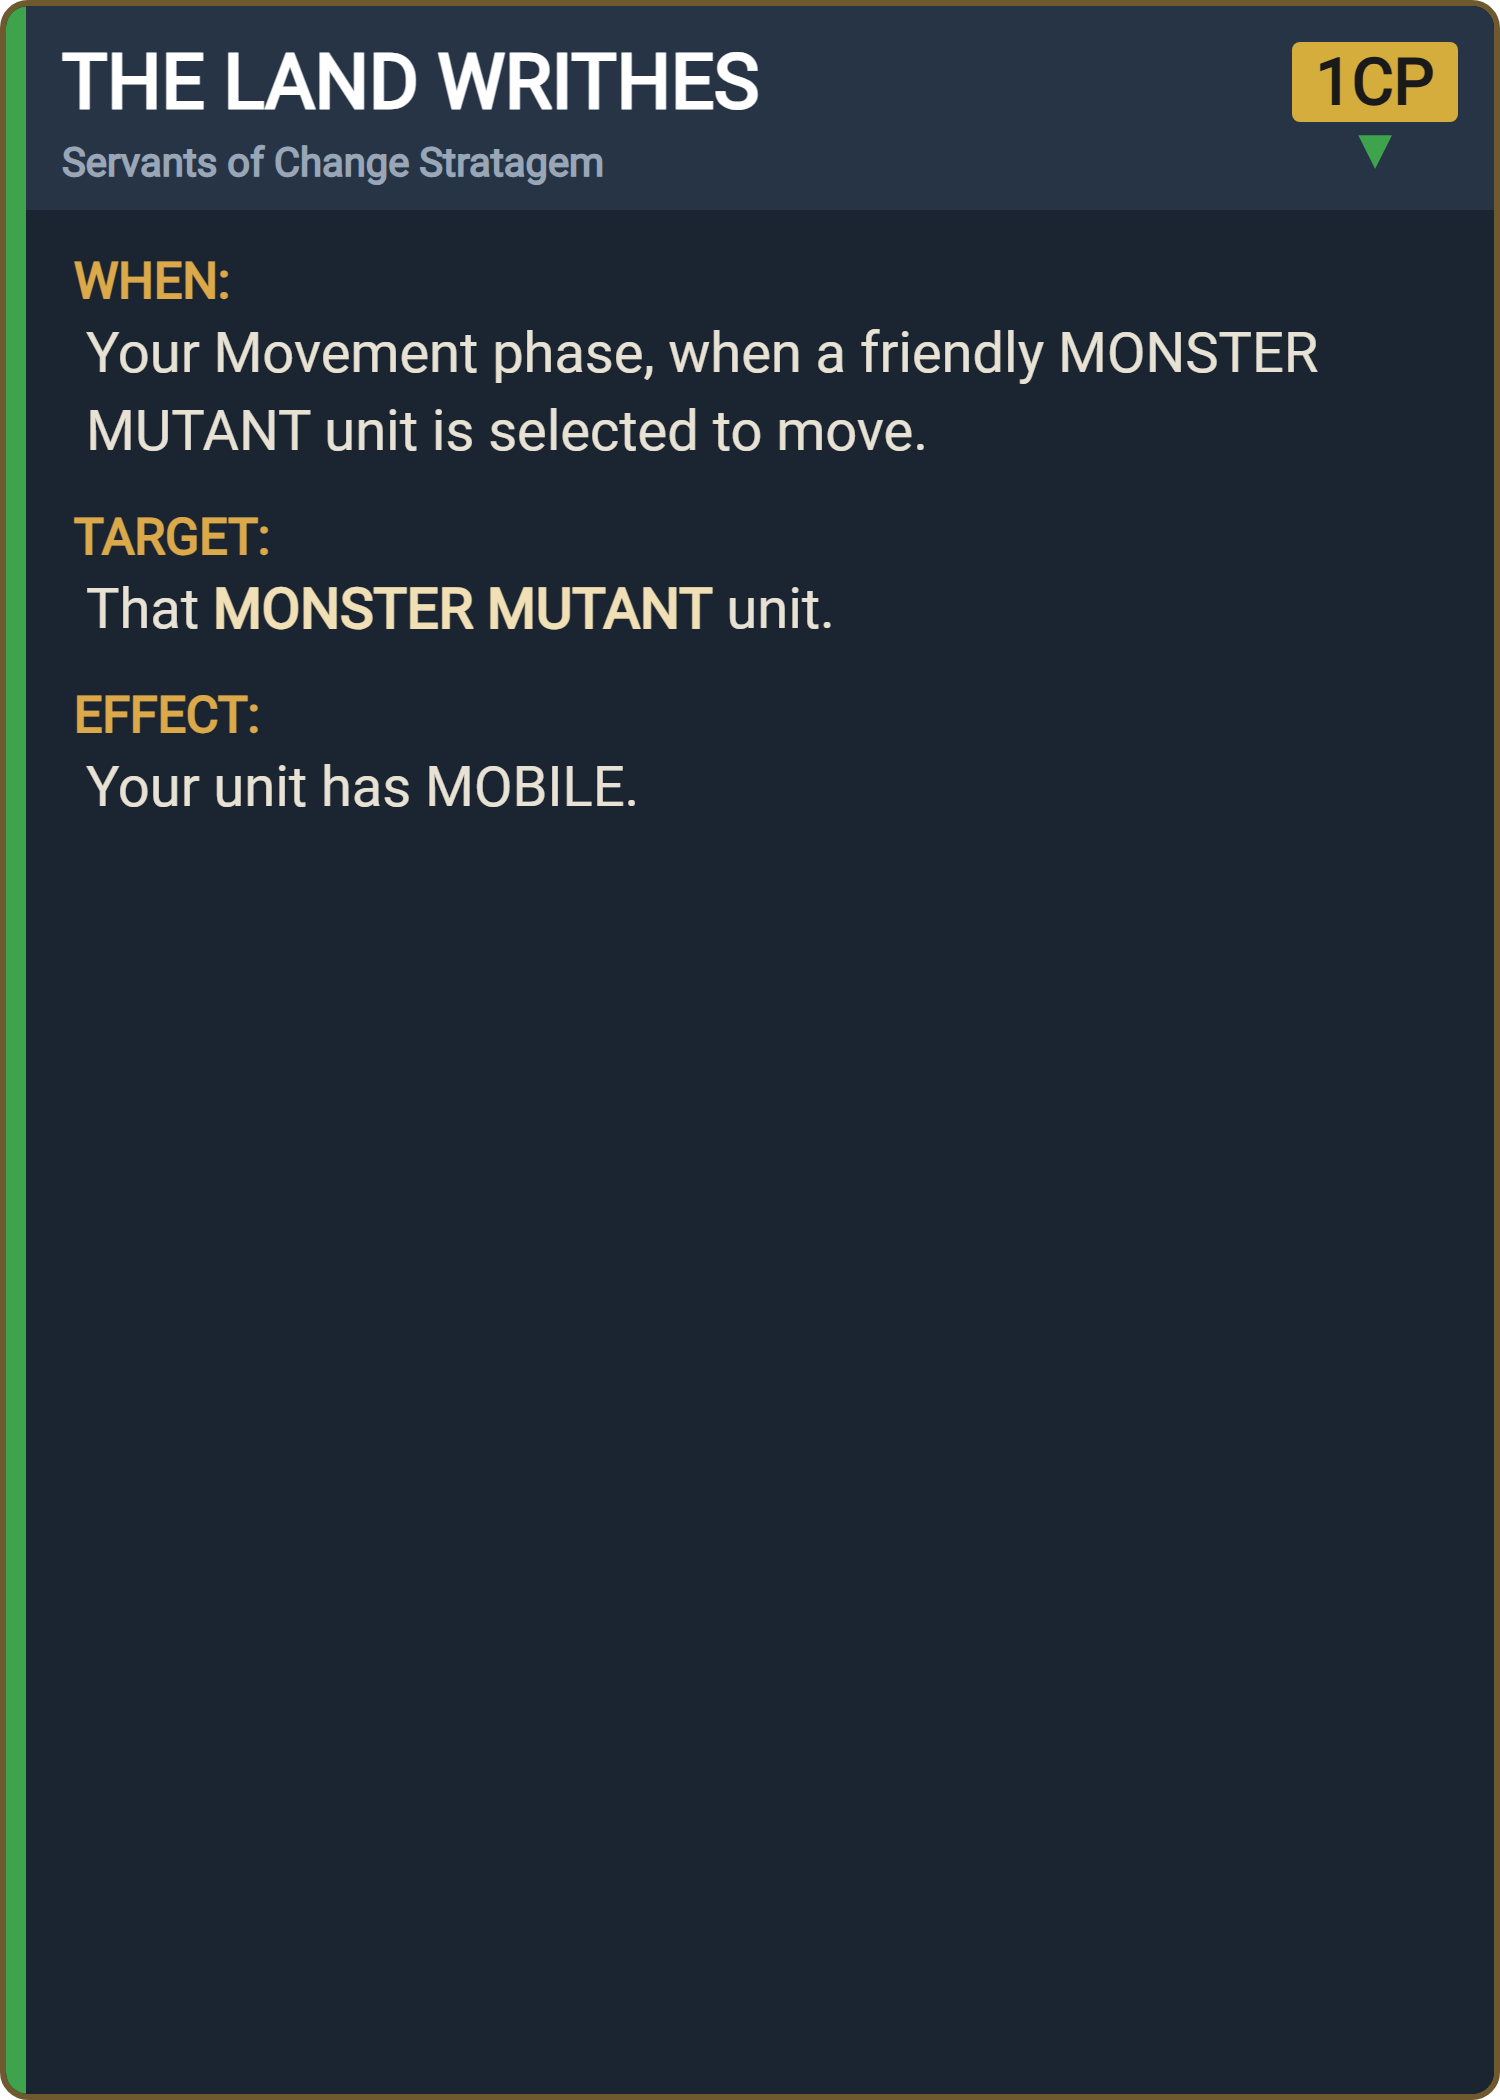 THE LAND WRITHES
1CP
Servants of Change Stratagem
WHEN:
Your Movement phase, when a friendly MONSTER
MUTANT unit is selected to move.
TARGET:
That MONSTER MUTANT unit.
EFFECT:
Your unit has MOBILE.